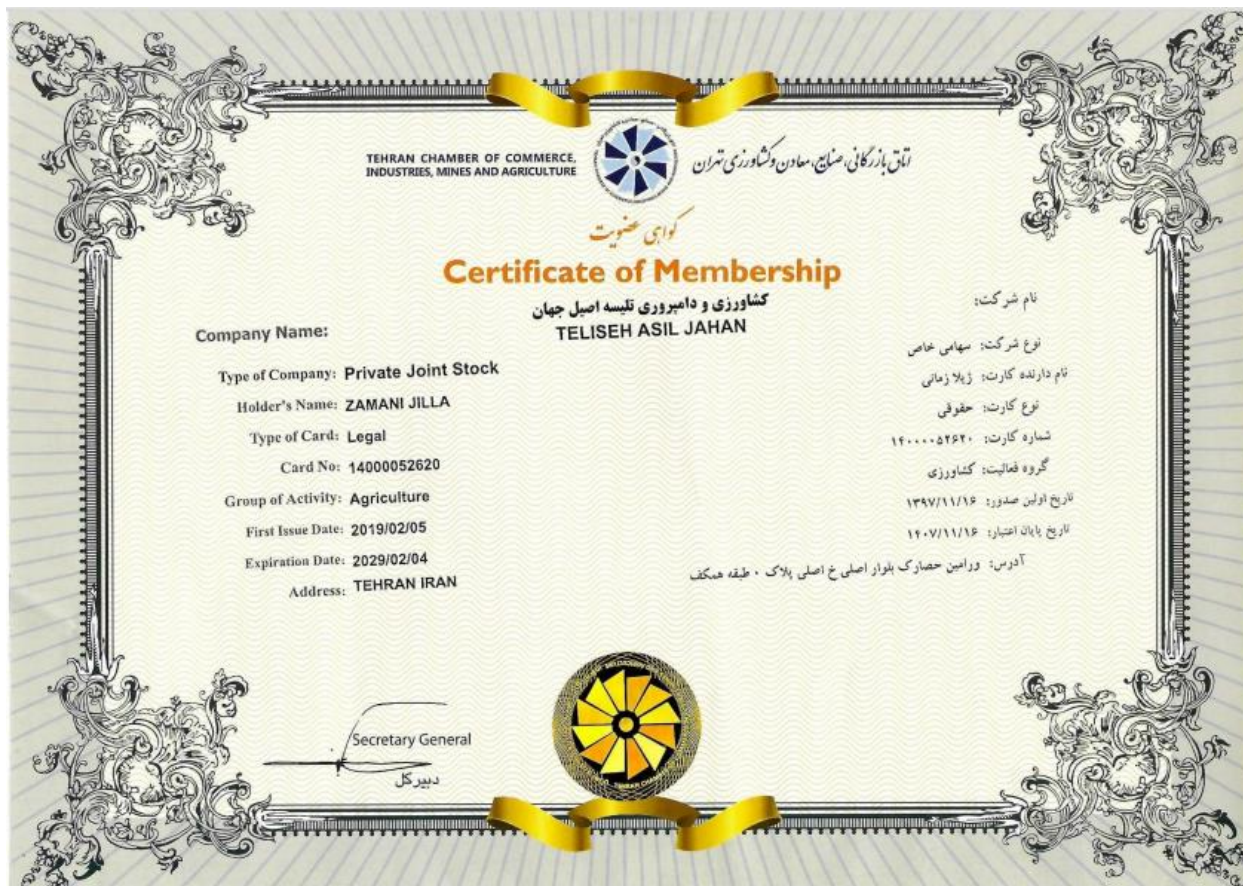 TEHRAN CHAMBER OF COMMERCE,
INDUSTRIES, MINES AND AGRICULTURE
اتاق بازرگانی، صنایع، معادن و کشاورزی تهران
گواهی عضویت
Certificate of Membership
کشاورزی و دامپروری تلیسه اصیل جهان
نام شرکت:
Company Name: TELISEH ASIL JAHAN
نوع شرکت: سهامی خاص
Type of Company: Private Joint Stock
نام دارنده کارت: ژیلا زمانی
Holder's Name: ZAMANI JILLA
نوع کارت: حقوقی
Type of Card: Legal
شماره کارت: ۱۴۰۰۰۰۵۲۶۲۰
Card No: 14000052620
گروه فعالیت: کشاورزی
Group of Activity: Agriculture
تاریخ اولین صدور: ۱۳۹۷/۱۱/۱۶
First Issue Date: 2019/02/05
تاریخ پایان اعتبار: ۱۴۰۷/۱۱/۱۶
Expiration Date: 2029/02/04
آدرس: ورامین حصارک بلوار اصلی خ اصلی پلاک ۰ طبقه همکف
Address: TEHRAN IRAN
Secretary General
دبیر کل